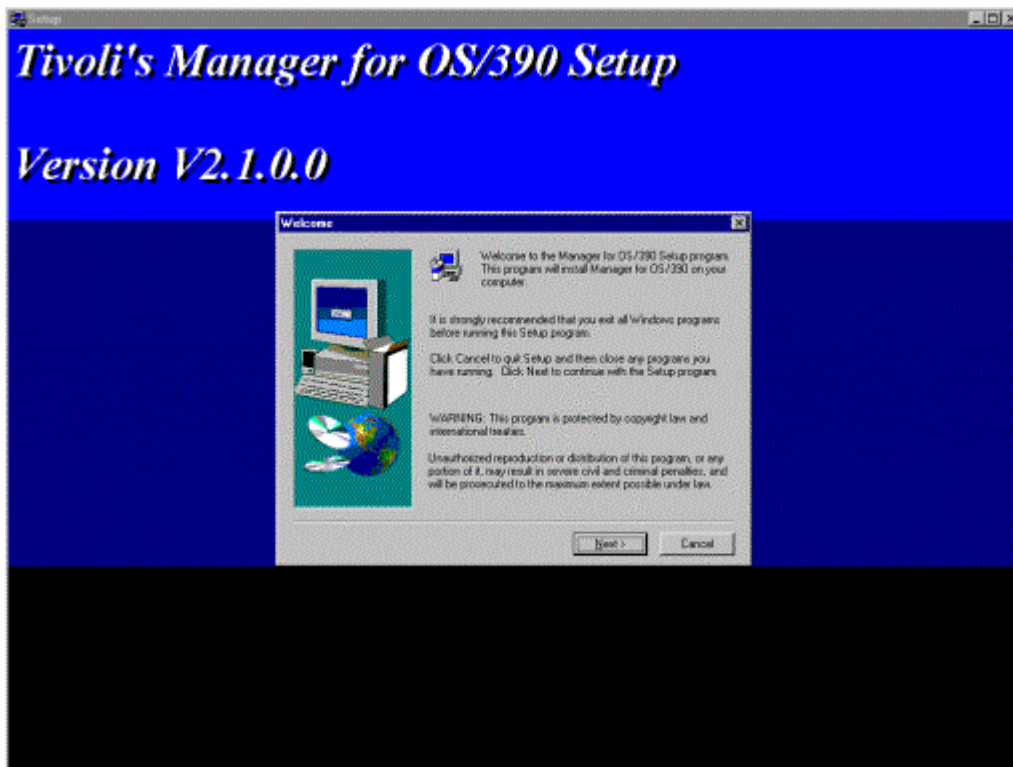 Setup
Tivoli's Manager for OS/390 Setup
Version V2.1.0.0
Welcome
Welcome to the Manager for OS/390 Setup program.
This program will install Manager for OS/390 on your
computer.
It is strongly recommended that you exit all Windows programs
before running this Setup program.
Click Cancel to quit Setup and then close any programs you
have running. Click Next to continue with the Setup program.
WARNING: This program is protected by copyright law and
international treaties.
Unauthorized reproduction or distribution of this program, or any
portion of it, may result in severe civil and criminal penalties, and
will be prosecuted to the maximum extent possible under law.
Next >
Cancel